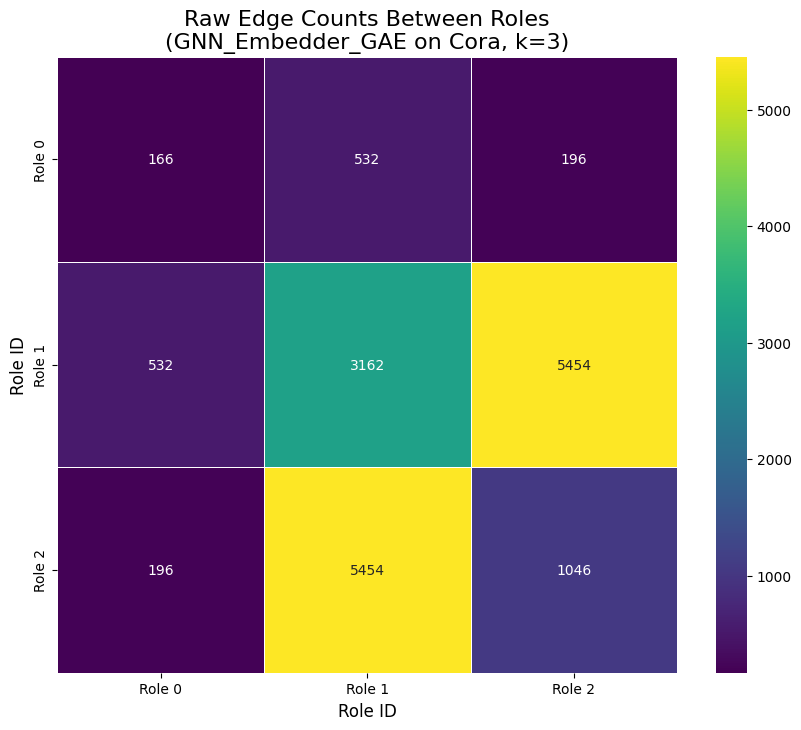 Raw Edge Counts Between Roles
(GNN_Embedder_GAE on Cora, k=3)
Role 0
166
532
196
Role 1
532
3162
5454
Role 2
196
5454
1046
Role 0
Role 1
Role 2
Role ID
Role ID
5000
4000
3000
2000
1000